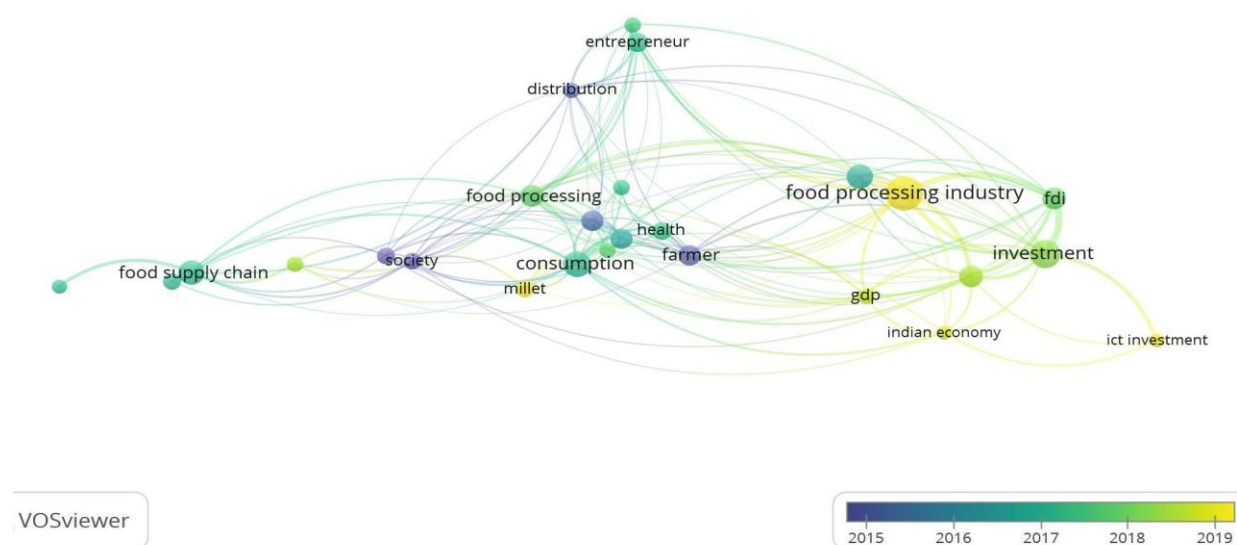 entrepreneur
distribution
food processing
food processing industry
fdi
health
society
consumption
farmer
investment
food supply chain
millet
gdp
indian economy
ict investment
VOSviewer
2015 2016 2017 2018 2019